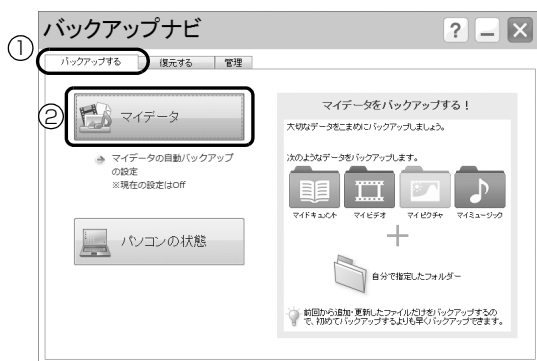 バックアップナビ
?
①
バックアップする
復元する
管理
②
マイデータ
マイデータの自動バックアップ
の設定
※現在の設定はOff
パソコンの状態
マイデータをバックアップする！
大切なデータをこまめにバックアップしましょう。
次のようなデータをバックアップします。
マイドキュメント マイビデオ マイピクチャ マイミュージック
自分で指定したフォルダー
前回から追加・更新したファイルだけをバックアップするの
で、初めてバックアップするよりも早くバックアップできます。